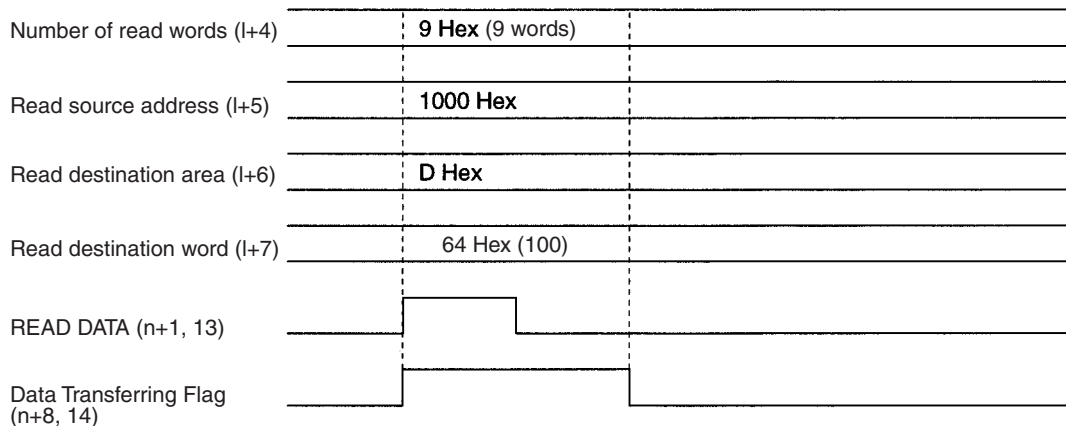 Number of read words (l+4) 9 Hex (9 words)
Read source address (l+5) 1000 Hex
Read destination area (l+6) D Hex
Read destination word (l+7) 64 Hex (100)
READ DATA (n+1, 13)
Data Transferring Flag
(n+8, 14)